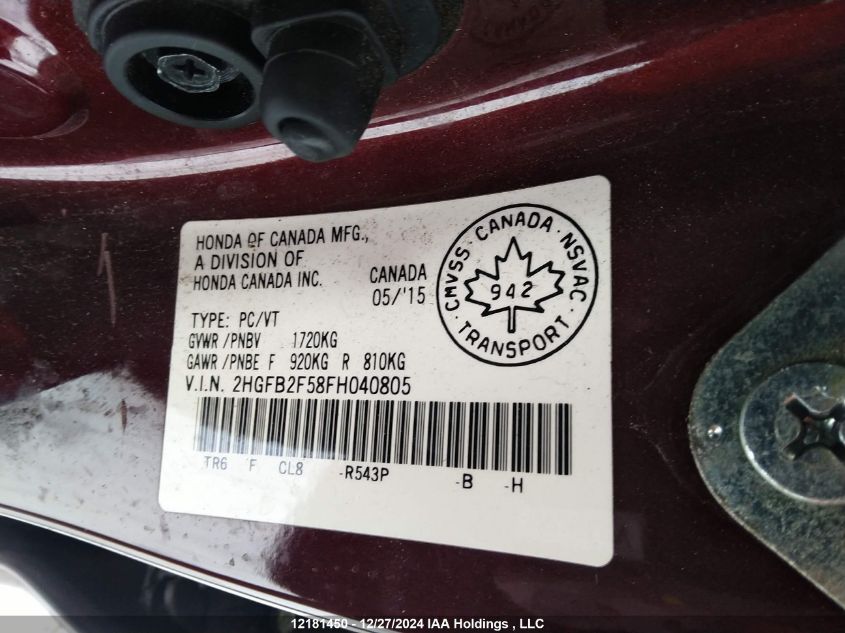 HONDA OF CANADA MFG.,
A DIVISION OF
HONDA CANADA INC.
CANADA
05/'15
TYPE: PC/VT
GVWR/PNBV 1720KG
GAWR/PNBE F 920KG R 810KG
V.I.N. 2HGFB2F58FH040805
TR6 F CL8 -R543P -B -H
CMVSS · CANADA · NSVAC
942
TRANSPORT
12181450 - 12/27/2024 IAA Holdings , LLC